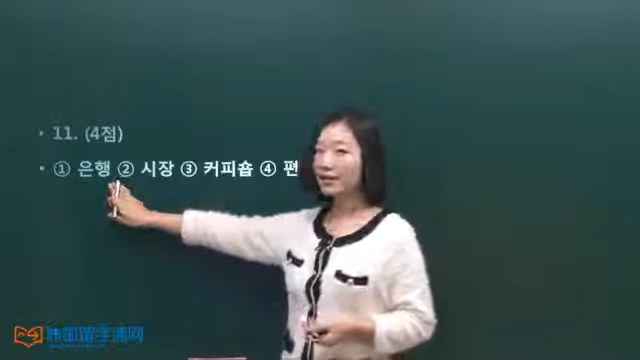 • 11. (4점)
• ① 은행 ② 시장 ③ 커피숍 ④ 편
韩国留学通网